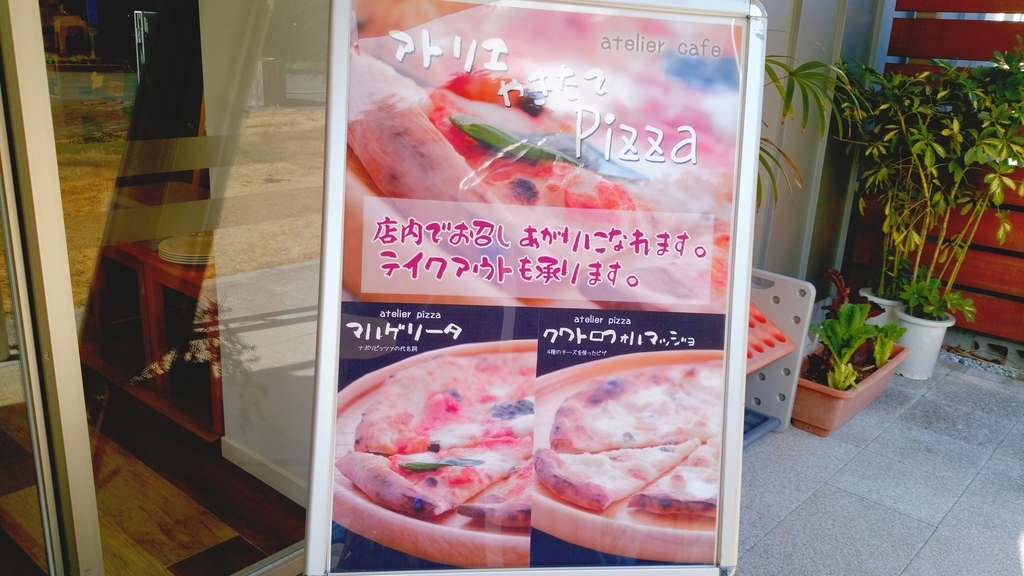 atelier cafe
アトリエ
やきたて
Pizza
店内でお召しあがりになれます。
テイクアウトも承ります。
atelier pizza
マルゲリータ
ナポリピッツァの代名詞
atelier pizza
クワトロフォルマッジョ
4種のチーズを使ったピザ